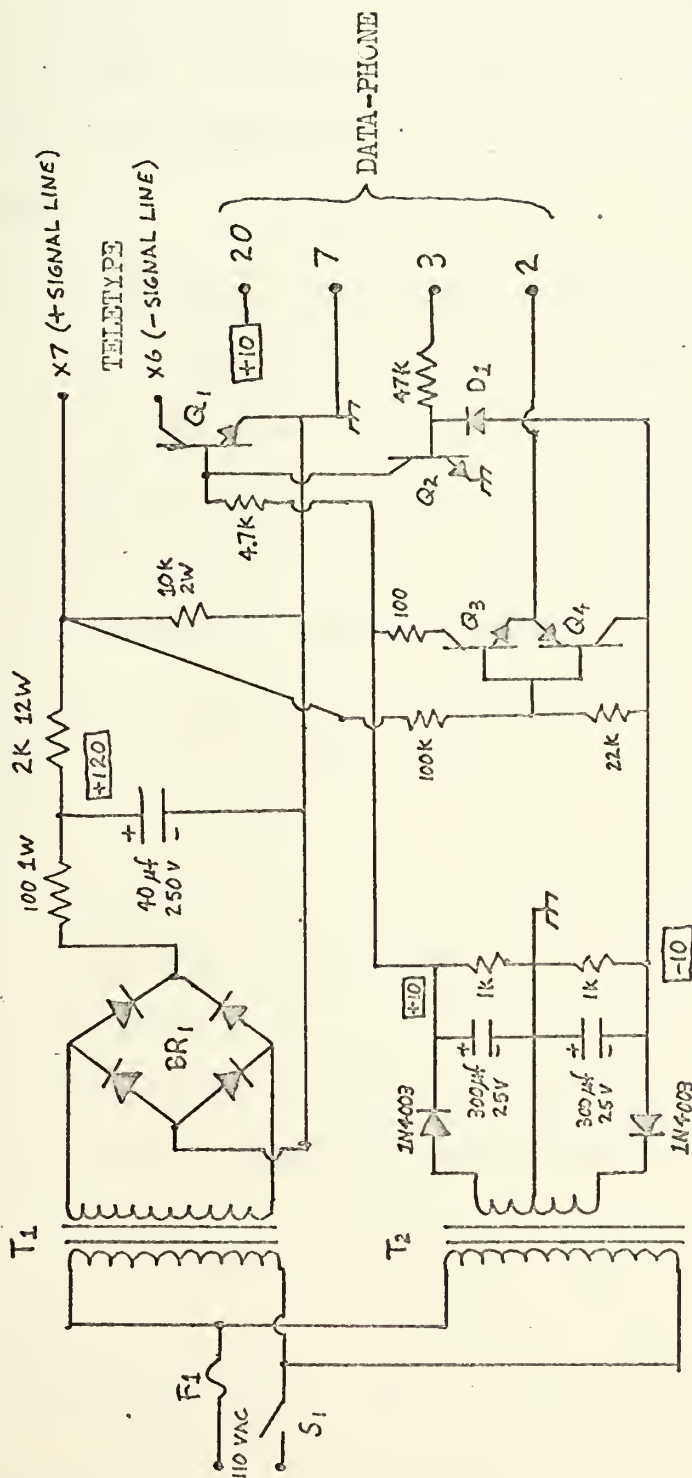 T1
100 1W
2K 12W
X7 (+SIGNAL LINE)
+120
TELETYPE
X6 (-SIGNAL LINE)
40 µf
250V
10K
2W
Q1
BR1
+10
20
7
DATA-PHONE
F1
110 VAC
S1
4.7K
47K
3
Q2
D1
2
T2
1N4003
+10
300µf
25V
1K
100K
100
Q3
300µf
25V
1K
22K
Q4
1N4003
-10